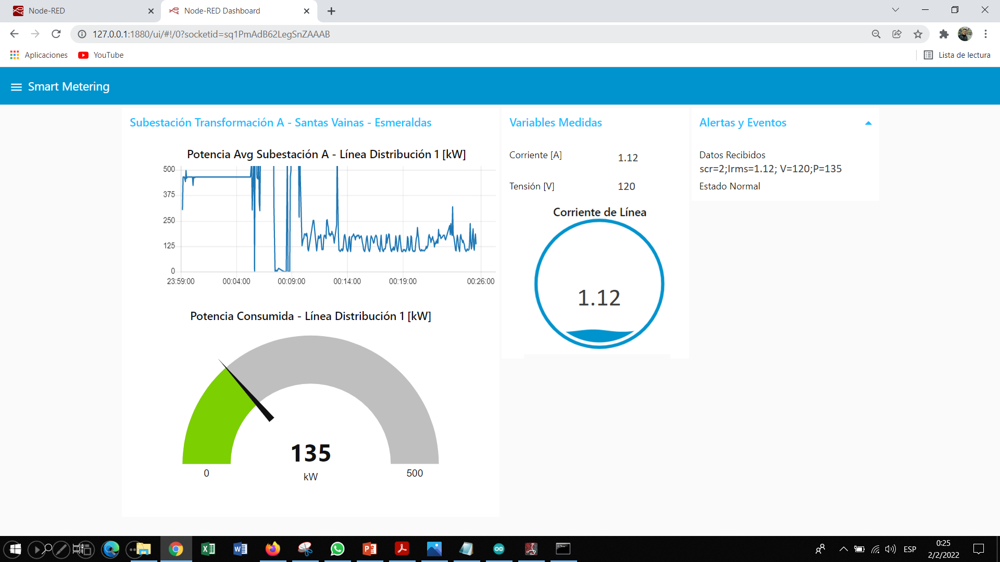 Node-RED
Node-RED Dashboard
127.0.0.1:1880/ui/#!/0?socketid=sq1PmAdB62LegSnZAAAB
Aplicaciones
YouTube
Lista de lectura
Smart Metering
Subestación Transformación A - Santas Vainas - Esmeraldas
Potencia Avg Subestación A - Línea Distribución 1 [kW]
500
375
250
125
0
23:59:00 00:04:00 00:09:00 00:14:00 00:19:00 00:26:00
Potencia Consumida - Línea Distribución 1 [kW]
135
kW
0
500
Variables Medidas
Corriente [A] 1.12
Tensión [V] 120
Corriente de Línea
1.12
Alertas y Eventos
Datos Recibidos
scr=2;Irms=1.12; V=120;P=135
Estado Normal
ESP
0:25
2/2/2022